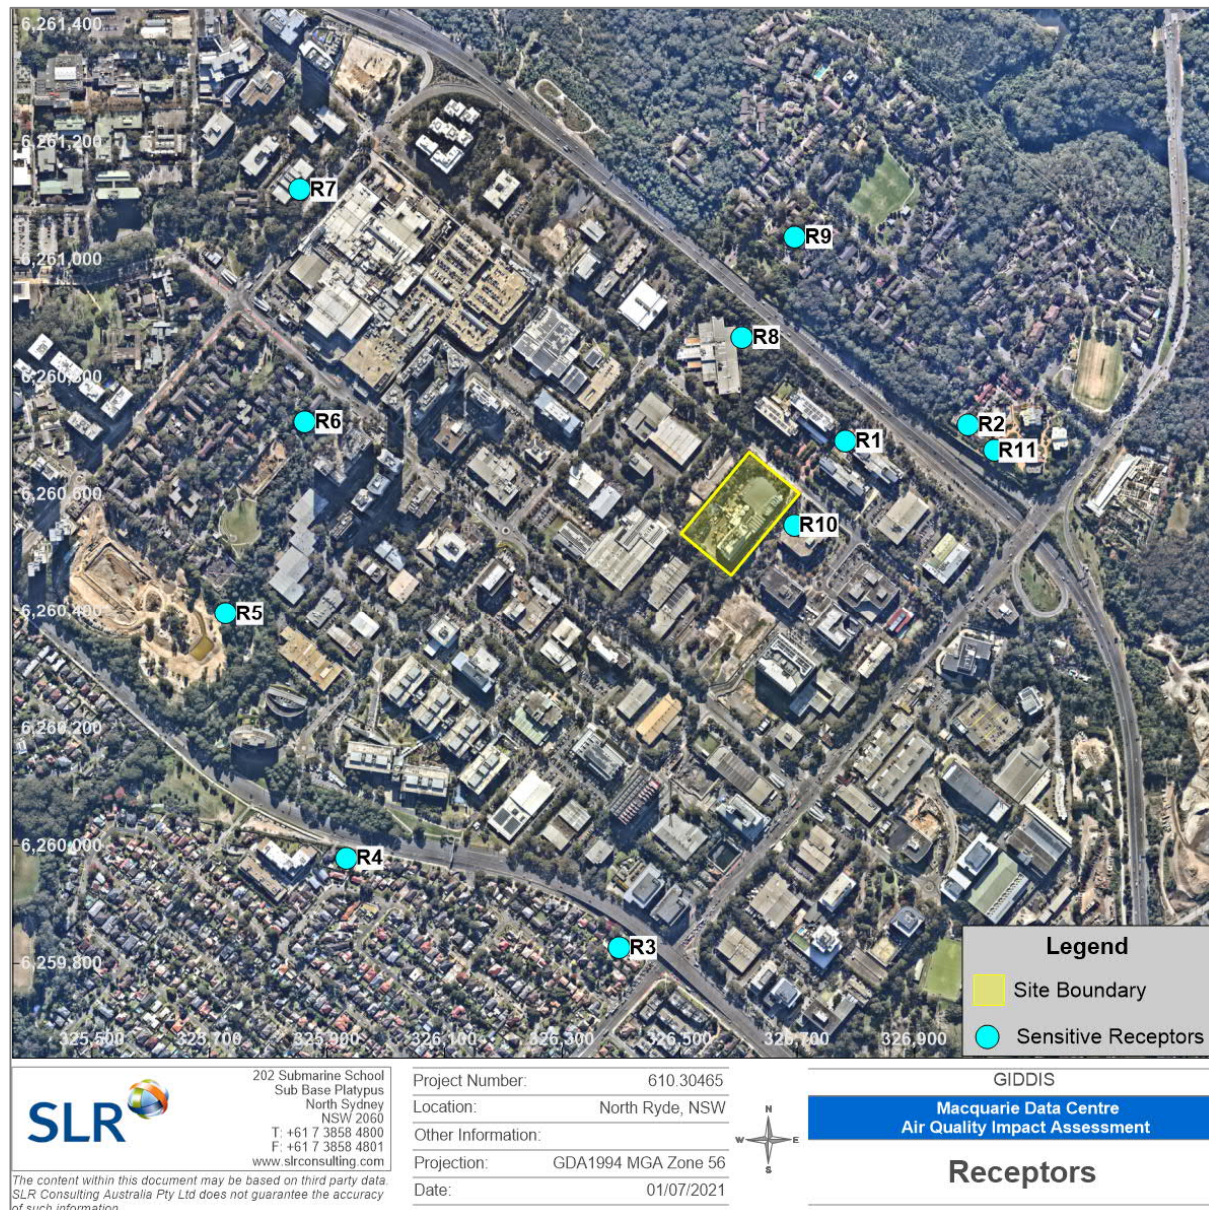 6,261,400
6,261,200
R7
R9
6,261,000
R8
6,260,800
R6
R2
R1
R11
6,260,600
R10
6,260,400
R5
6,260,200
6,260,000
R4
R3
6,259,800
325,500 325,700 325,900 326,100 326,300 326,500 326,700 326,900
Legend
Site Boundary
Sensitive Receptors
SLR
202 Submarine School
Sub Base Platypus
North Sydney
NSW 2060
T: +61 7 3858 4800
F: +61 7 3858 4801
www.slrconsulting.com
The content within this document may be based on third party data.
SLR Consulting Australia Pty Ltd does not guarantee the accuracy
of such information.
Project Number: 610.30465
Location: North Ryde, NSW
Other Information:
Projection: GDA1994 MGA Zone 56
Date: 01/07/2021
N
W E
S
GIDDIS
Macquarie Data Centre
Air Quality Impact Assessment
Receptors